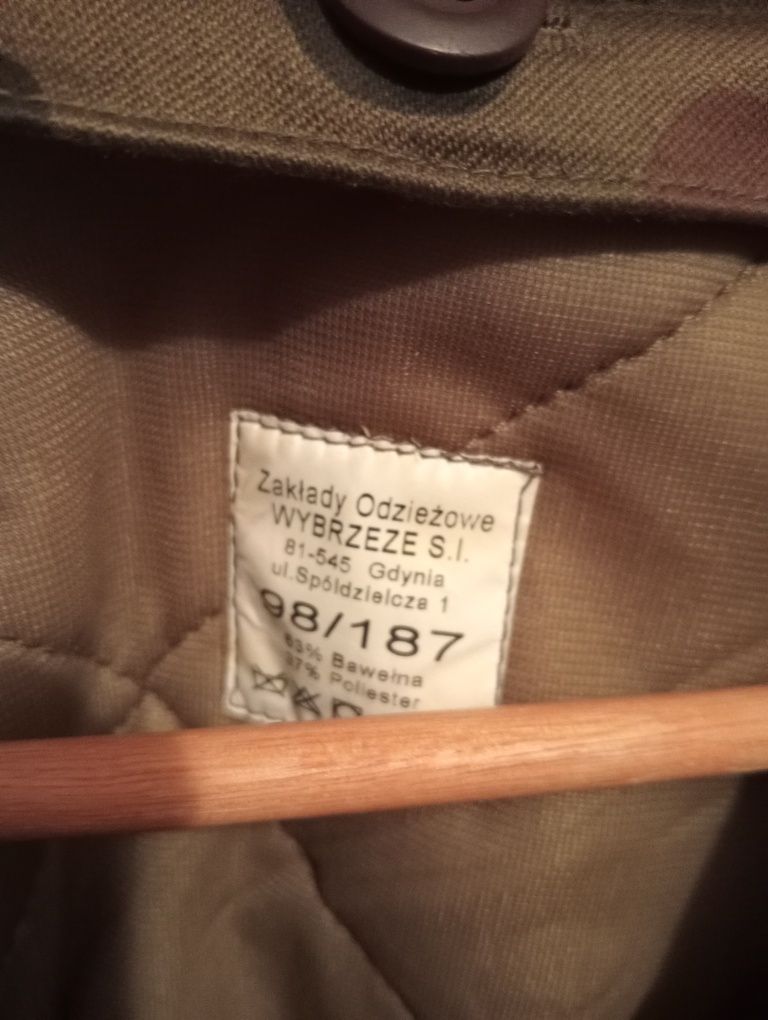 Zakłady Odzieżowe
WYBRZEZE S.I.
81-545 Gdynia
ul.Spółdzielcza 1
98/187
63% Bawełna
37% Poliester